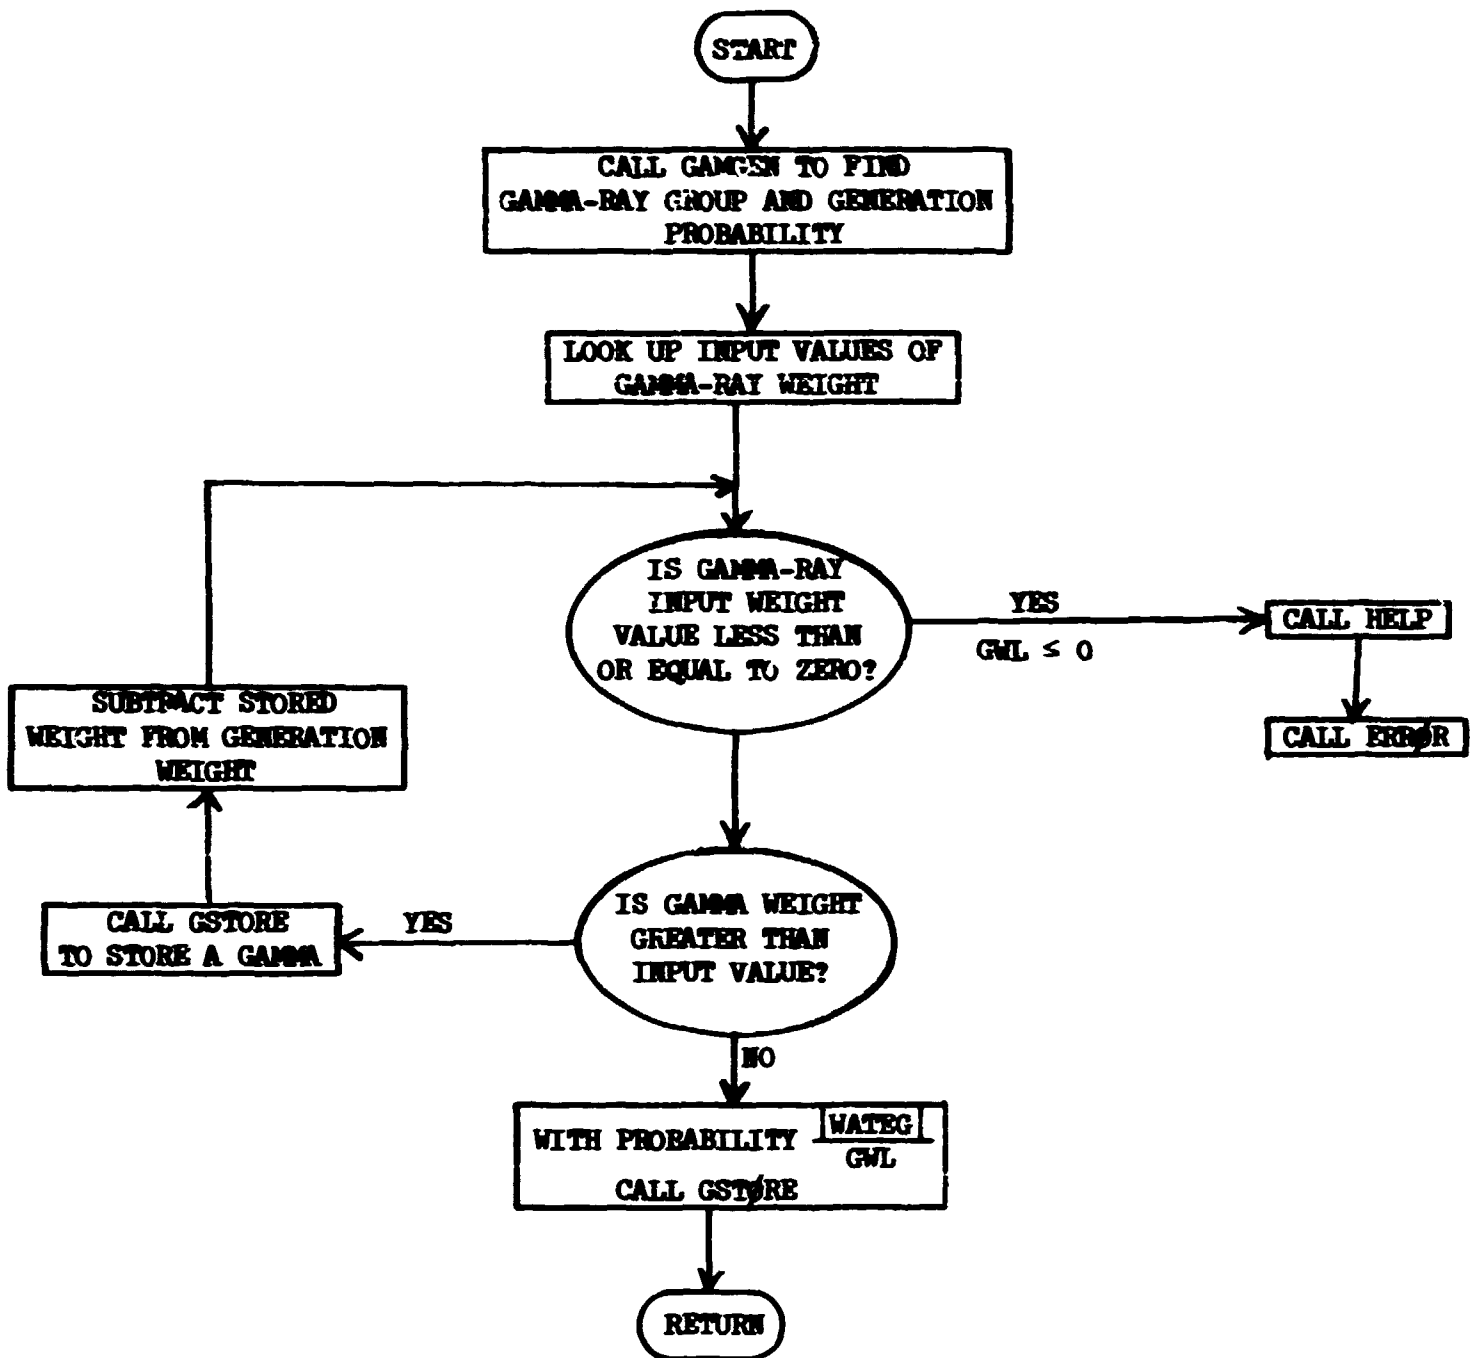 START
CALL GAMGEN TO FIND
GAMMA-RAY GROUP AND GENERATION
PROBABILITY
LOOK UP INPUT VALUES OF
GAMMA-RAY WEIGHT
IS GAMMA-RAY
INPUT WEIGHT
VALUE LESS THAN
OR EQUAL TO ZERO?
YES
GWL ≤ 0
CALL HELP
CALL ERRØR
SUBTRACT STORED
WEIGHT FROM GENERATION
WEIGHT
IS GAMMA WEIGHT
GREATER THAN
INPUT VALUE?
YES
CALL GSTORE
TO STORE A GAMMA
NO
WITH PROBABILITY |WATEG|
GWL
CALL GSTØRE
RETURN